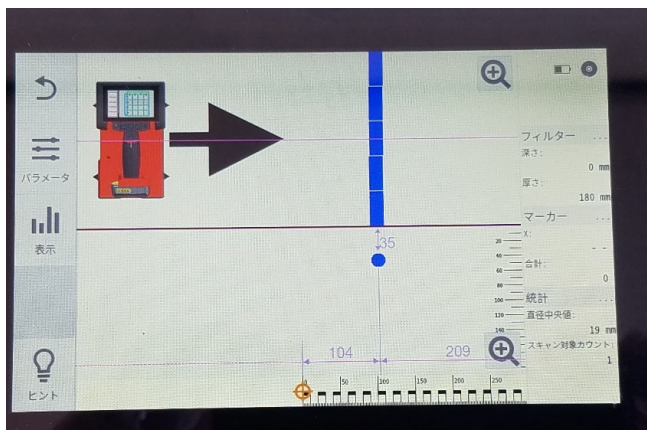 パラメータ
表示
ヒント
35
104
209
0
50
100
150
200
250
20
40
60
80
100
120
140
フィルター ...
深さ:
0 mm
厚さ:
180 mm
マーカー ...
X:
- -
合計:
0
統計 ...
直径中央値:
19 mm
スキャン対象カウント:
1